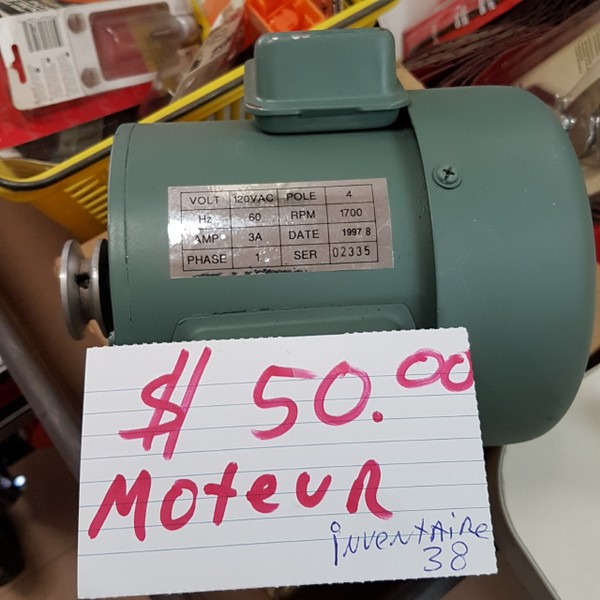 VOLT 120VAC POLE 4
Hz 60 RPM 1700
AMP 3A DATE 1997 8
PHASE 1 SER 02335
$ 50.00
MOTEUR
iNVENTAiRe
38